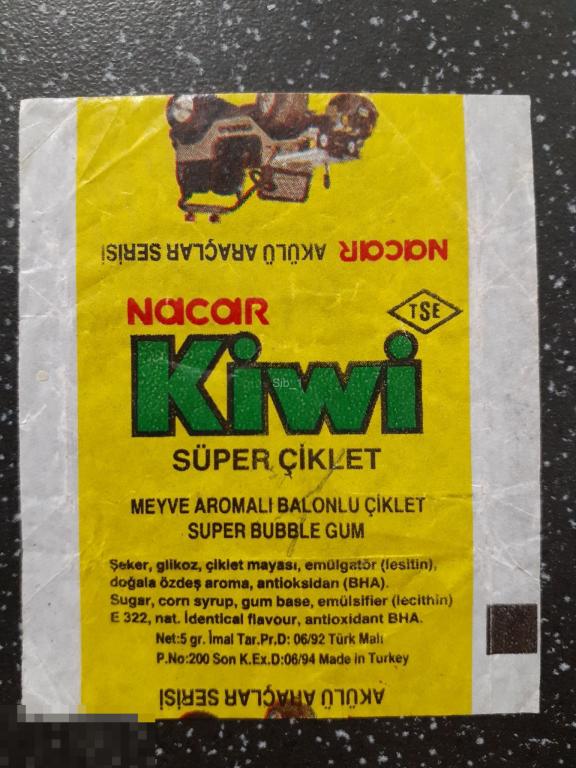 NACAR AKÜLÜ ARAÇLAR SERİSİ
NACAR
TSE
Kiwi
SÜPER ÇİKLET
MEYVE AROMALI BALONLU ÇİKLET
SUPER BUBBLE GUM
Şeker, glikoz, çiklet mayası, emülgatör (lesitin),
doğala özdeş aroma, antioksidan (BHA).
Sugar, corn syrup, gum base, emülsifier (lecithin)
E 322, nat. İdentical flavour, antioxidant BHA.
Net:5 gr. İmal Tar.Pr.D: 06/92 Türk Malı
P.No:200 Son K.Ex.D:06/94 Made in Turkey
AKÜLÜ ARAÇLAR SERİSİ